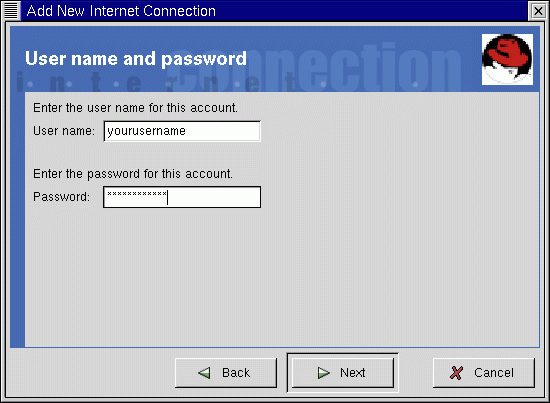 Add New Internet Connection
connection
internet
User name and password
Enter the user name for this account.
User name: yourusername
Enter the password for this account.
Password: ************
Back Next Cancel